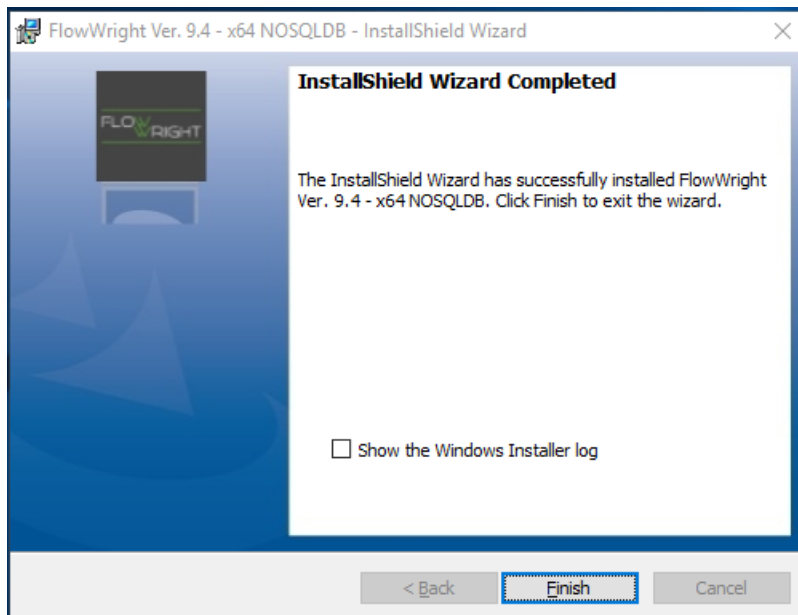 FlowWright Ver. 9.4 - x64 NOSQLDB - InstallShield Wizard
FLOWRIGHT
InstallShield Wizard Completed
The InstallShield Wizard has successfully installed FlowWright
Ver. 9.4 - x64 NOSQLDB. Click Finish to exit the wizard.
Show the Windows Installer log
< Back
Finish
Cancel